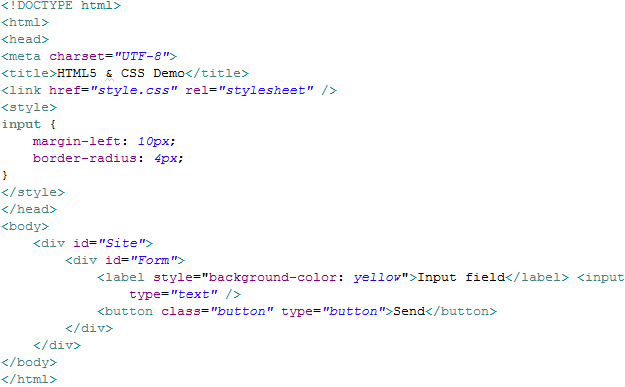 <!DOCTYPE html>
<html>
<head>
<meta charset="UTF-8">
<title>HTML5 & CSS Demo</title>
<link href="style.css" rel="stylesheet" />
<style>
input {
    margin-left: 10px;
    border-radius: 4px;
}
</style>
</head>
<body>
    <div id="Site">
        <div id="Form">
            <label style="background-color: yellow">Input field</label> <input
                type="text" />
            <button class="button" type="button">Send</button>
        </div>
    </div>
</body>
</html>